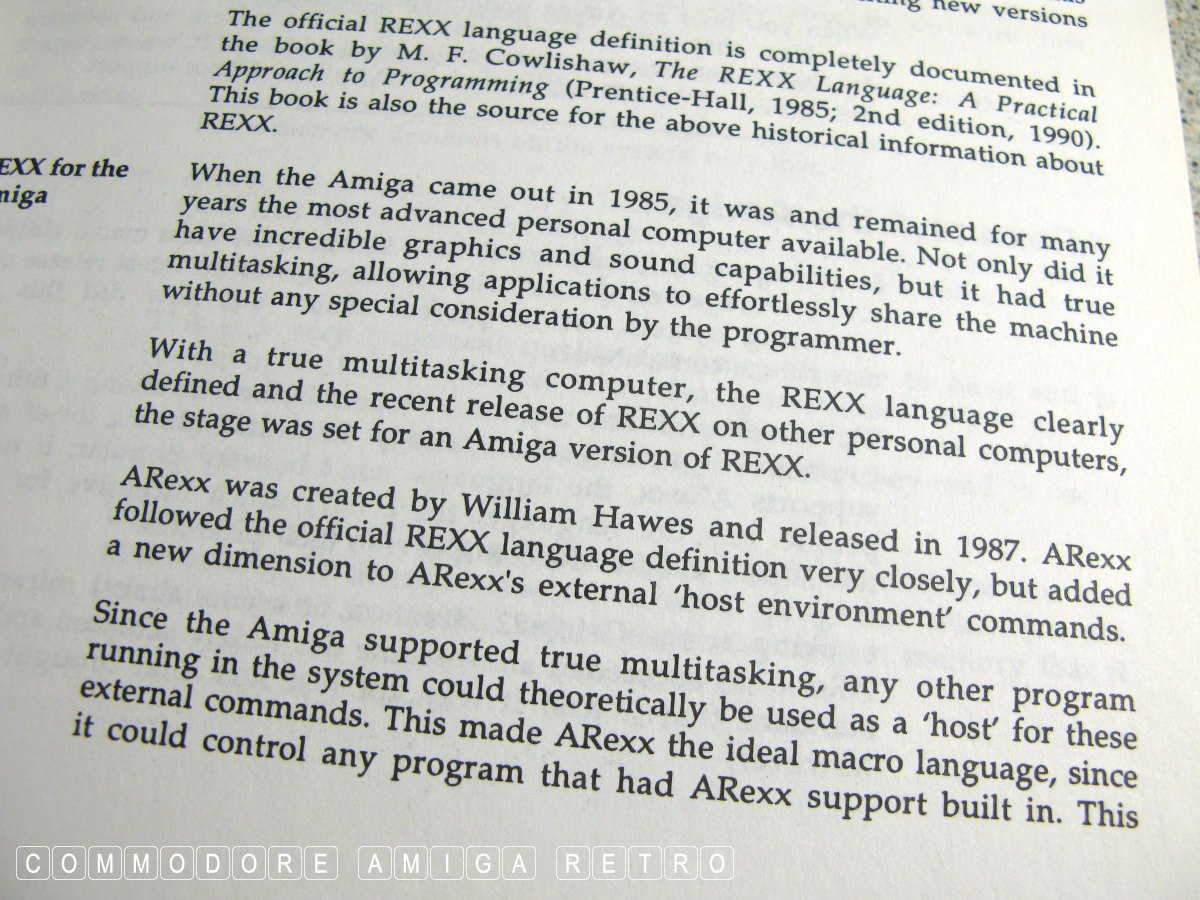 new versions
The official REXX language definition is completely documented in
the book by M. F. Cowlishaw, The REXX Language: A Practical
Approach to Programming (Prentice-Hall, 1985; 2nd edition, 1990).
This book is also the source for the above historical information about
REXX.
EXX for the
miga
When the Amiga came out in 1985, it was and remained for many
years the most advanced personal computer available. Not only did it
have incredible graphics and sound capabilities, but it had true
multitasking, allowing applications to effortlessly share the machine
without any special consideration by the programmer.
With a true multitasking computer, the REXX language clearly
defined and the recent release of REXX on other personal computers,
the stage was set for an Amiga version of REXX.
ARexx was created by William Hawes and released in 1987. ARexx
followed the official REXX language definition very closely, but added
a new dimension to ARexx's external 'host environment' commands.
Since the Amiga supported true multitasking, any other program
running in the system could theoretically be used as a 'host' for these
external commands. This made ARexx the ideal macro language, since
it could control any program that had ARexx support built in. This
COMMODORE AMIGA RETRO